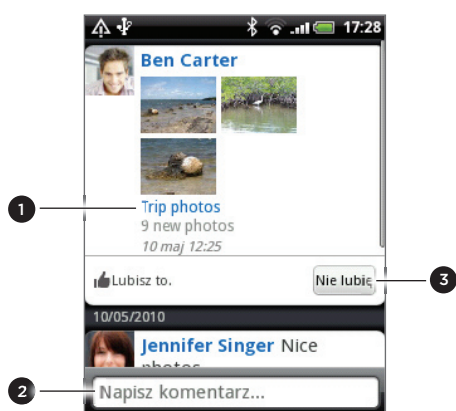 17:28
Ben Carter
1
Trip photos
9 new photos
10 maj 12:25
Lubisz to.
Nie lubię
3
10/05/2010
Jennifer Singer Nice
photos
2
Napisz komentarz...